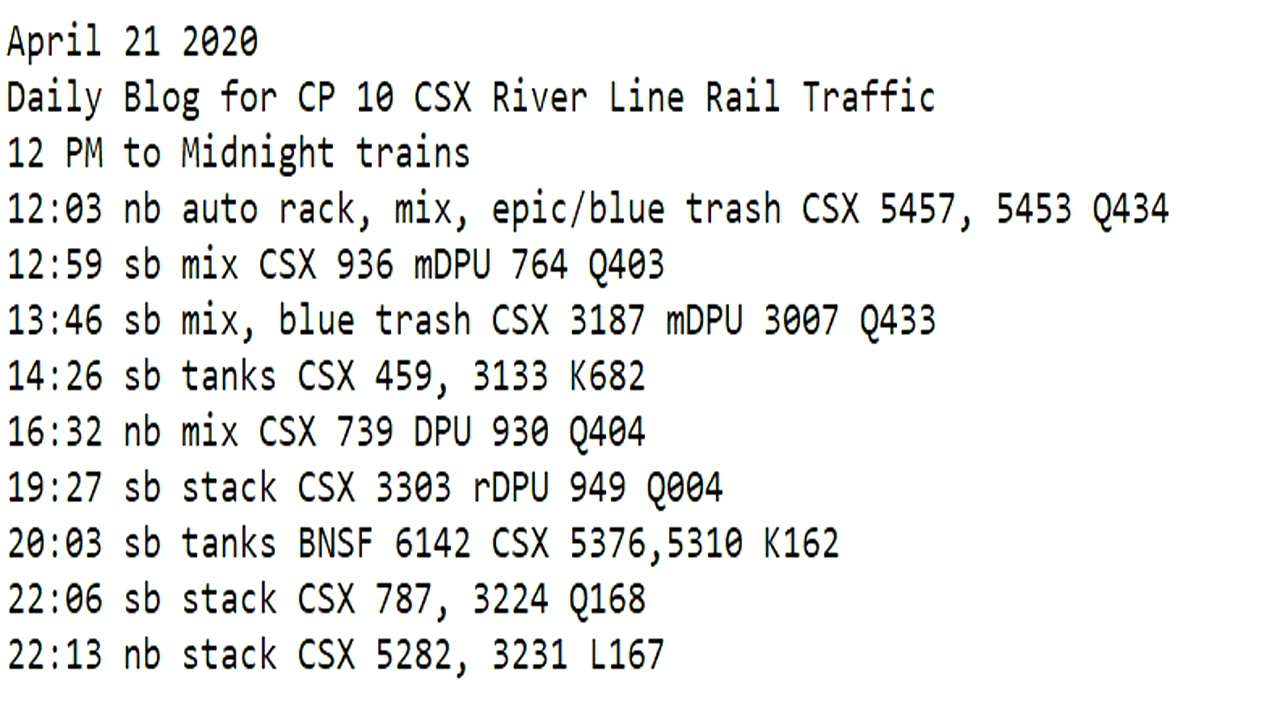 April 21 2020
Daily Blog for CP 10 CSX River Line Rail Traffic
12 PM to Midnight trains
12:03 nb auto rack, mix, epic/blue trash CSX 5457, 5453 Q434
12:59 sb mix CSX 936 mDPU 764 Q403
13:46 sb mix, blue trash CSX 3187 mDPU 3007 Q433
14:26 sb tanks CSX 459, 3133 K682
16:32 nb mix CSX 739 DPU 930 Q404
19:27 sb stack CSX 3303 rDPU 949 Q004
20:03 sb tanks BNSF 6142 CSX 5376,5310 K162
22:06 sb stack CSX 787, 3224 Q168
22:13 nb stack CSX 5282, 3231 L167